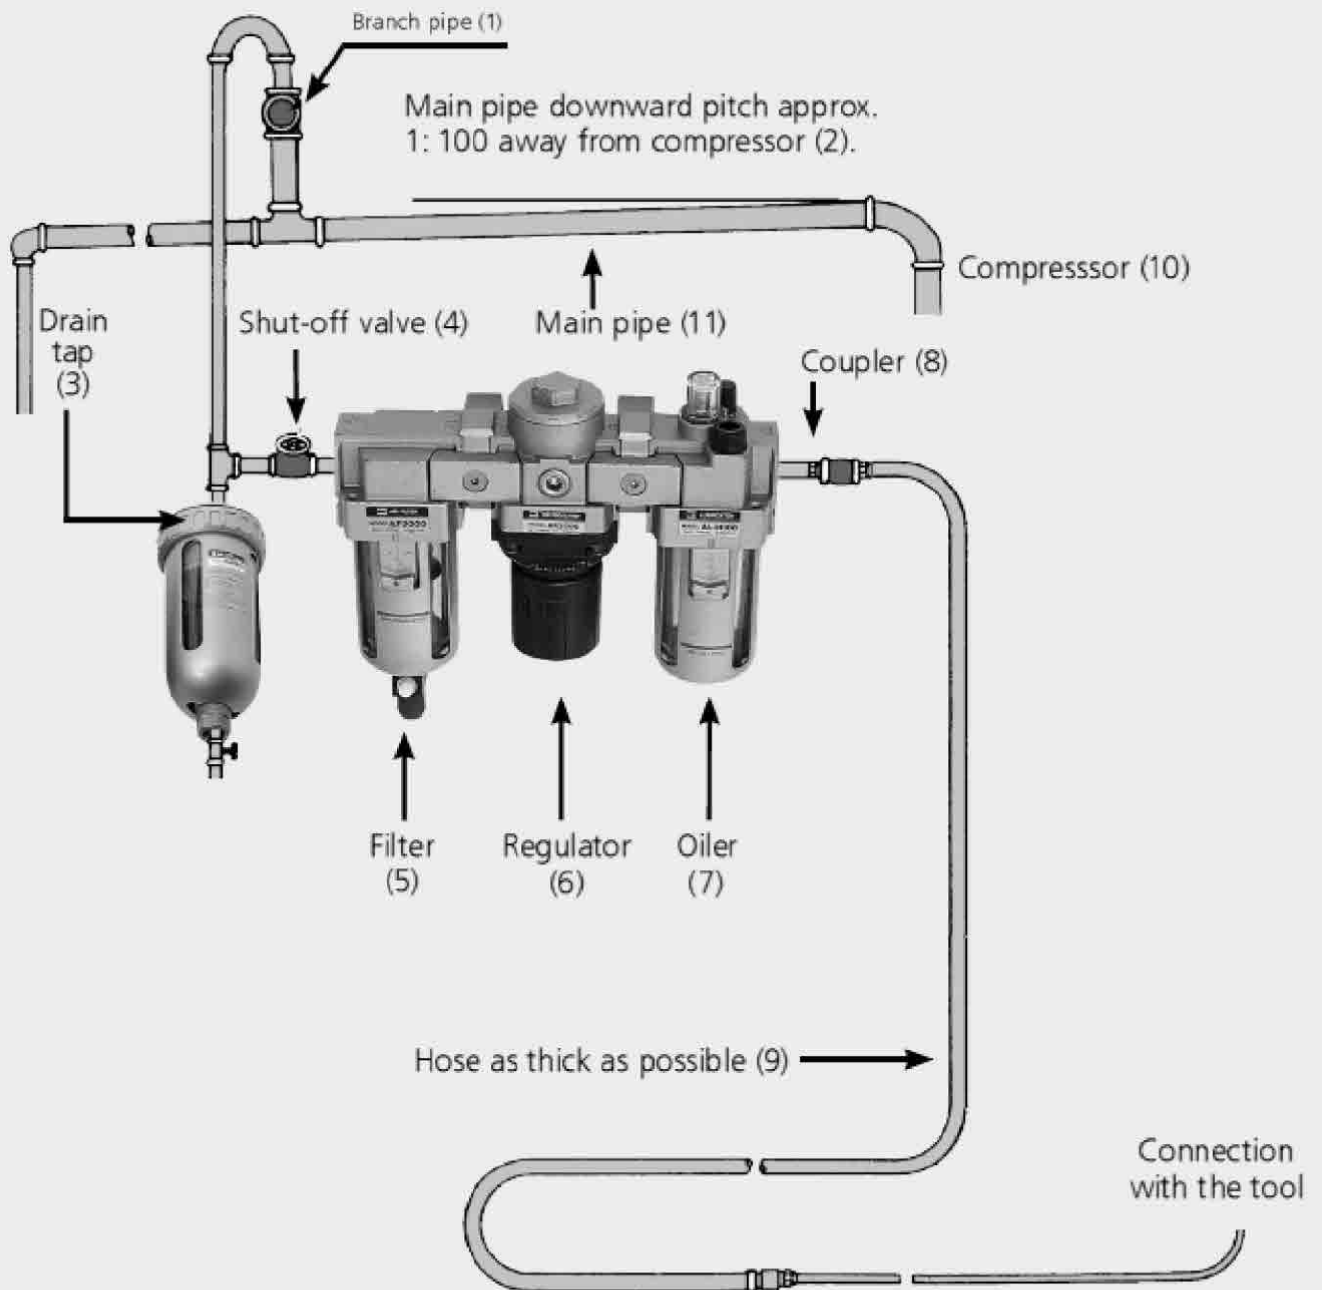 Branch pipe (1)
Main pipe downward pitch approx.
1: 100 away from compressor (2).
Compresssor (10)
Drain
tap
(3)
Shut-off valve (4)
Main pipe (11)
Coupler (8)
Filter
(5)
Regulator
(6)
Oiler
(7)
Hose as thick as possible (9)
Connection
with the tool